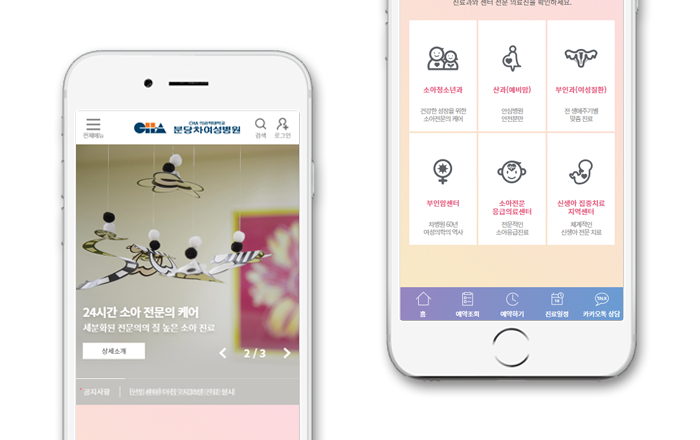 전체메뉴
CHA 의과학대학교
CHA 분당차여성병원
검색
로그인
24시간 소아 전문의 케어
세분화된 전문의의 질 높은 소아 진료
상세소개
2 / 3
공지사항
진료과와 센터 전문 의료진을 확인하세요.
소아청소년과
건강한 성장을 위한
소아전문의 케어
산과(예비맘)
안심병원
안전분만
부인과(여성질환)
전 생애주기별
맞춤 진료
부인암센터
차병원 60년
여성의학의 역사
소아전문
응급의료센터
전문적인
소아응급진료
신생아 집중치료
지역센터
체계적인
신생아 전문 치료
홈
예약조회
예약하기
진료일정
TALK
카카오톡 상담